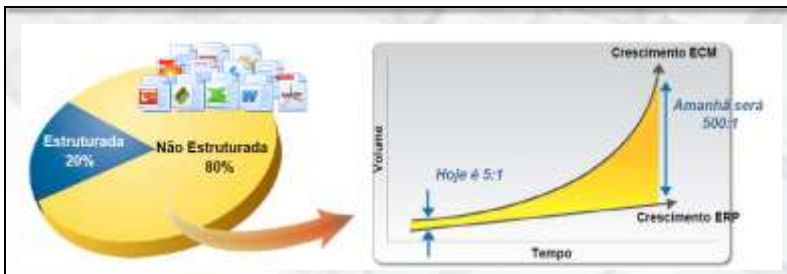 Estruturada
20%
Não Estruturada
80%
Crescimento ECM
Amanhã será
500:1
Hoje é 5:1
Volume
Crescimento ERP
Tempo